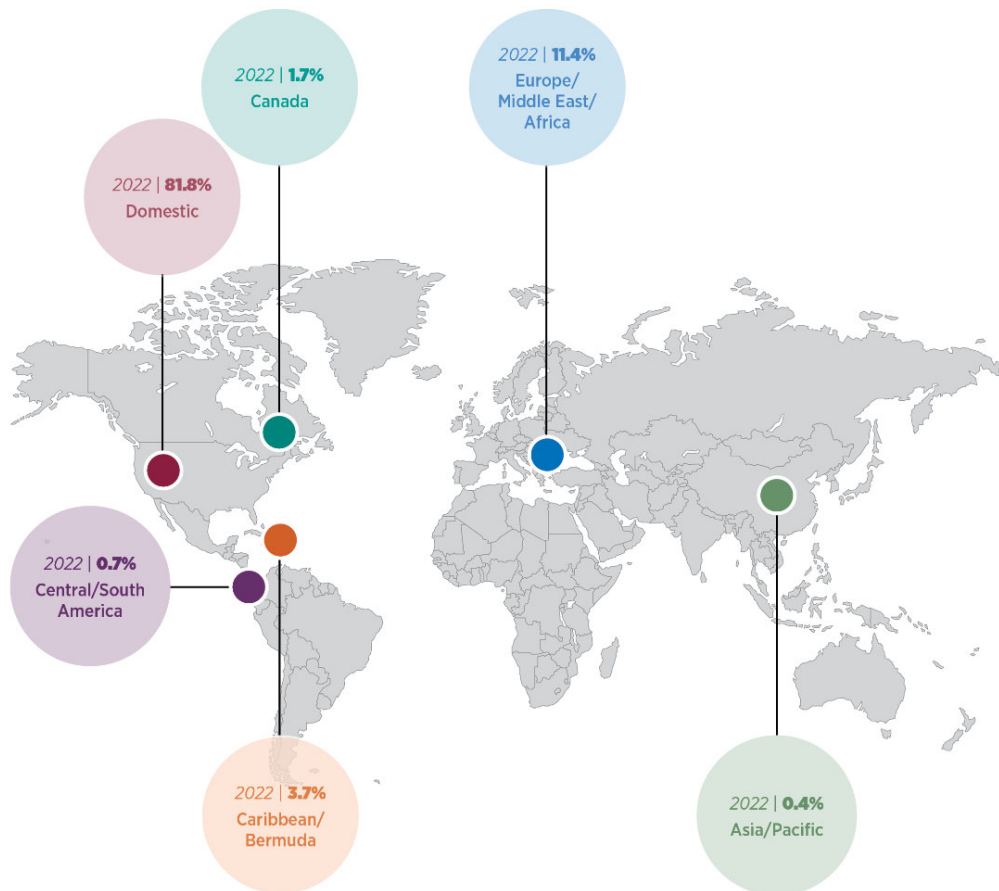 2022 | 1.7%
Canada
2022 | 11.4%
Europe/
Middle East/
Africa
2022 | 81.8%
Domestic
2022 | 0.7%
Central/South
America
2022 | 3.7%
Caribbean/
Bermuda
2022 | 0.4%
Asia/Pacific